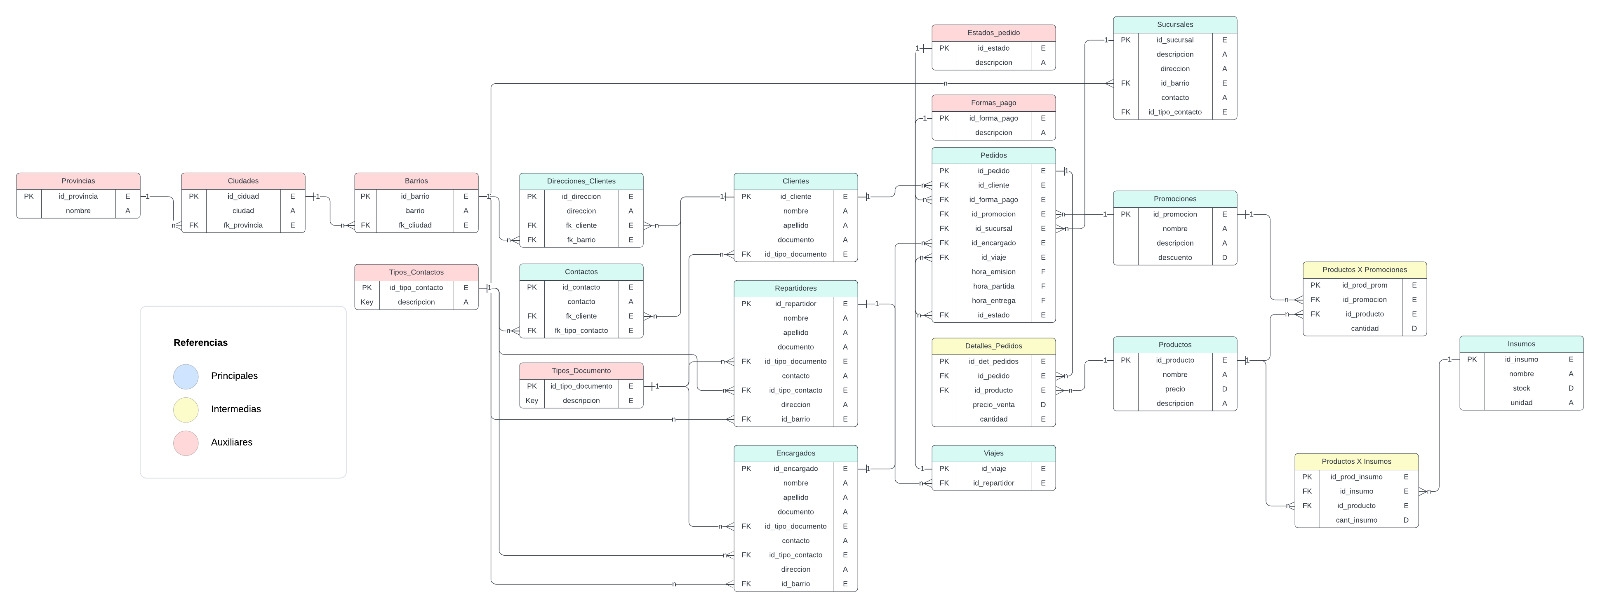 Provincias
PK id_provincia E
nombre A
Ciudades
PK id_ciduad E
ciudad A
FK fk_provincia E
Barrios
PK id_barrio E
barrio A
FK fk_cliudad E
Tipos_Contactos
PK id_tipo_contacto E
Key descripcion A
Referencias
Principales
Intermedias
Auxiliares
Direcciones_Clientes
PK id_direccion E
direccion A
FK fk_cliente E
FK fk_barrio E
Contactos
PK id_contacto E
contacto A
FK fk_cliente E
FK fk_tipo_contacto E
Tipos_Documento
PK id_tipo_documento E
Key descripcion E
Clientes
PK id_cliente E
nombre A
apellido A
documento A
FK id_tipo_documento E
Repartidores
PK id_repartidor E
nombre A
apellido A
documento A
FK id_tipo_documento E
contacto A
FK id_tipo_contacto E
direccion A
FK id_barrio E
Encargados
PK id_encargado E
nombre A
apellido A
documento A
FK id_tipo_documento E
contacto A
FK id_tipo_contacto E
direccion A
FK id_barrio E
Estados_pedido
PK id_estado E
descripcion A
Formas_pago
PK id_forma_pago E
descripcion A
Pedidos
PK id_pedido E
FK id_cliente E
FK id_forma_pago E
FK id_promocion E
FK id_sucursal E
FK id_encargado E
FK id_viaje E
hora_emision F
hora_partida F
hora_entrega F
FK id_estado E
Detalles_Pedidos
PK id_det_pedidos E
FK id_pedido E
FK id_producto E
precio_venta D
cantidad E
Viajes
PK id_viaje E
FK id_repartidor E
Sucursales
PK id_sucursal E
descripcion A
direccion A
FK id_barrio E
contacto A
FK id_tipo_contacto E
Promociones
PK id_promocion E
nombre A
descuento A
descuento D
Productos
PK id_producto E
nombre A
precio D
descripcion A
Productos X Promociones
PK id_prod_prom E
FK id_promocion E
FK id_producto E
cantidad D
Productos X Insumos
PK id_prod_insumo E
FK id_insumo E
FK id_producto E
cant_insumo D
Insumos
PK id_insumo E
nombre A
stock D
unidad A